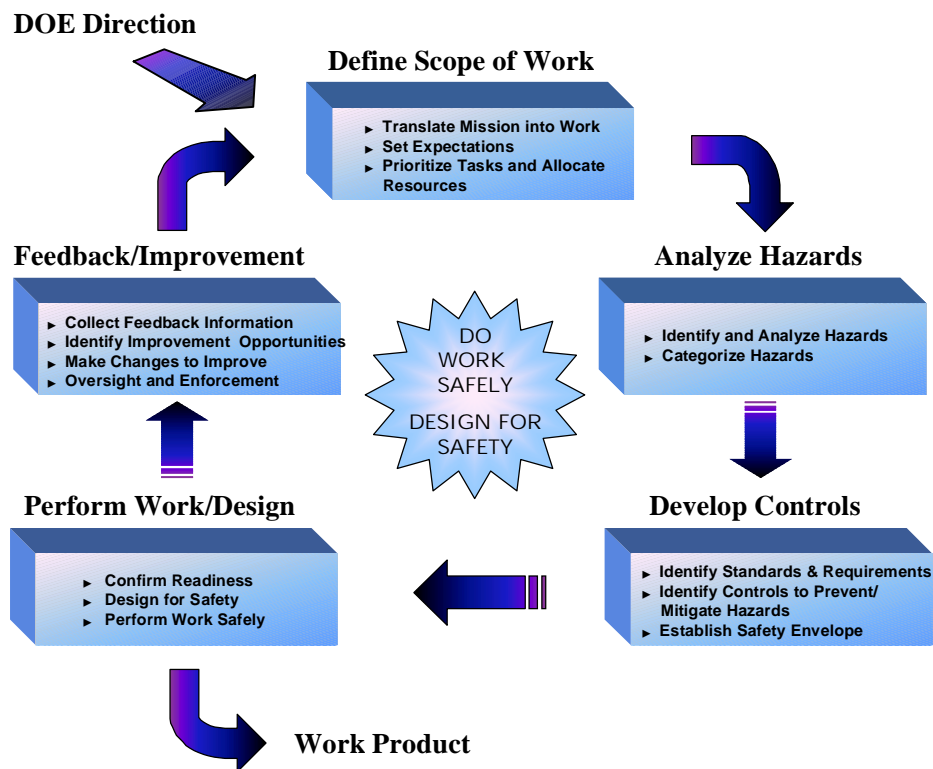 DOE Direction
Define Scope of Work
► Translate Mission into Work
► Set Expectations
► Prioritize Tasks and Allocate
Resources
Feedback/Improvement
► Collect Feedback Information
► Identify Improvement Opportunities
► Make Changes to Improve
► Oversight and Enforcement
DO
WORK
SAFELY
DESIGN FOR
SAFETY
Analyze Hazards
► Identify and Analyze Hazards
► Categorize Hazards
Perform Work/Design
► Confirm Readiness
► Design for Safety
► Perform Work Safely
Develop Controls
► Identify Standards & Requirements
► Identify Controls to Prevent/
Mitigate Hazards
► Establish Safety Envelope
Work Product